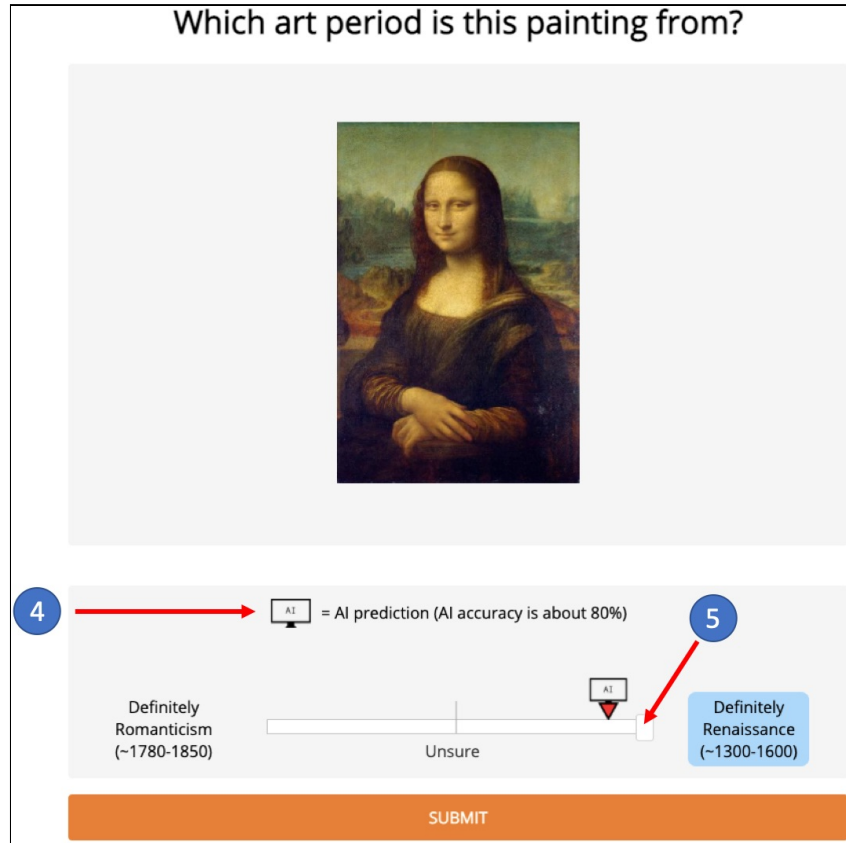 Which art period is this painting from?
4
AI
= AI prediction (AI accuracy is about 80%)
5
AI
Definitely
Romanticism
(~1780-1850)
Unsure
Definitely
Renaissance
(~1300-1600)
SUBMIT